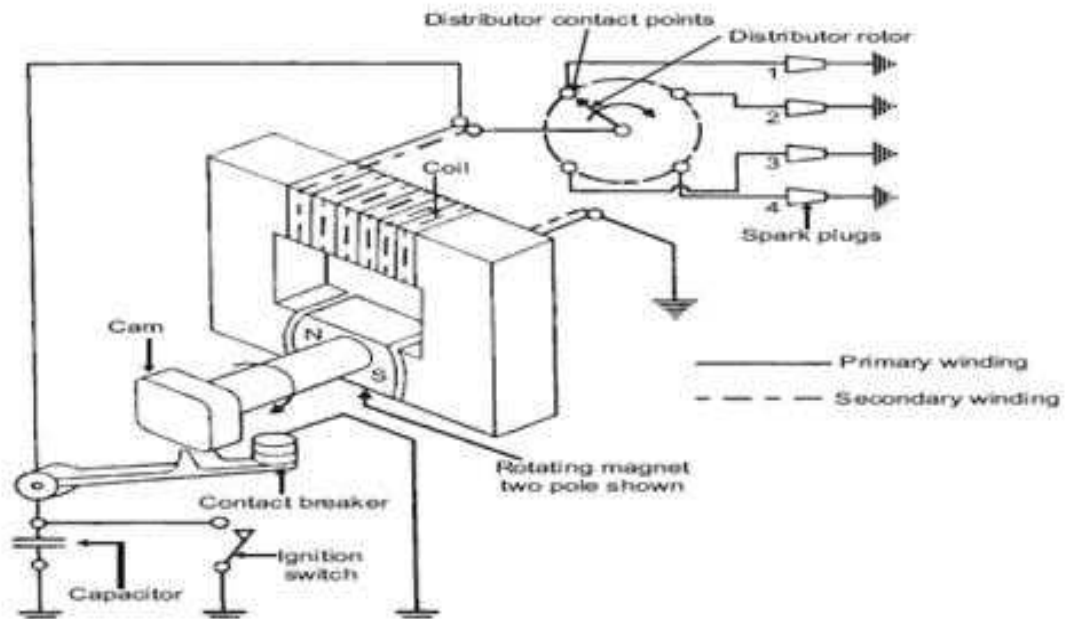 Distributor contact points
Distributor rotor
1
2
3
4
Spark plugs
Coil
Cam
N
S
Primary winding
Secondary winding
Rotating magnet
two pole shown
Contact breaker
Ignition
switch
Capacitor